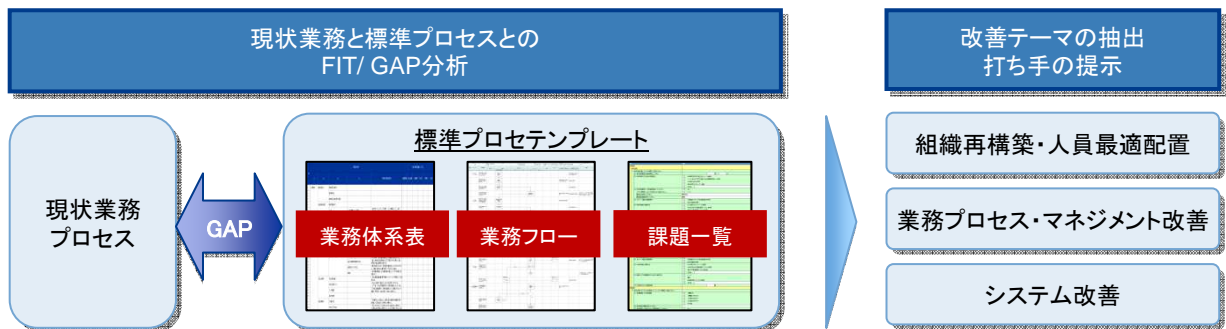 現状業務と標準プロセスとの
FIT/ GAP分析
改善テーマの抽出
打ち手の提示
現状業務
プロセス
GAP
標準プロセテンプレート
業務体系表
業務フロー
課題一覧
組織再構築・人員最適配置
業務プロセス・マネジメント改善
システム改善